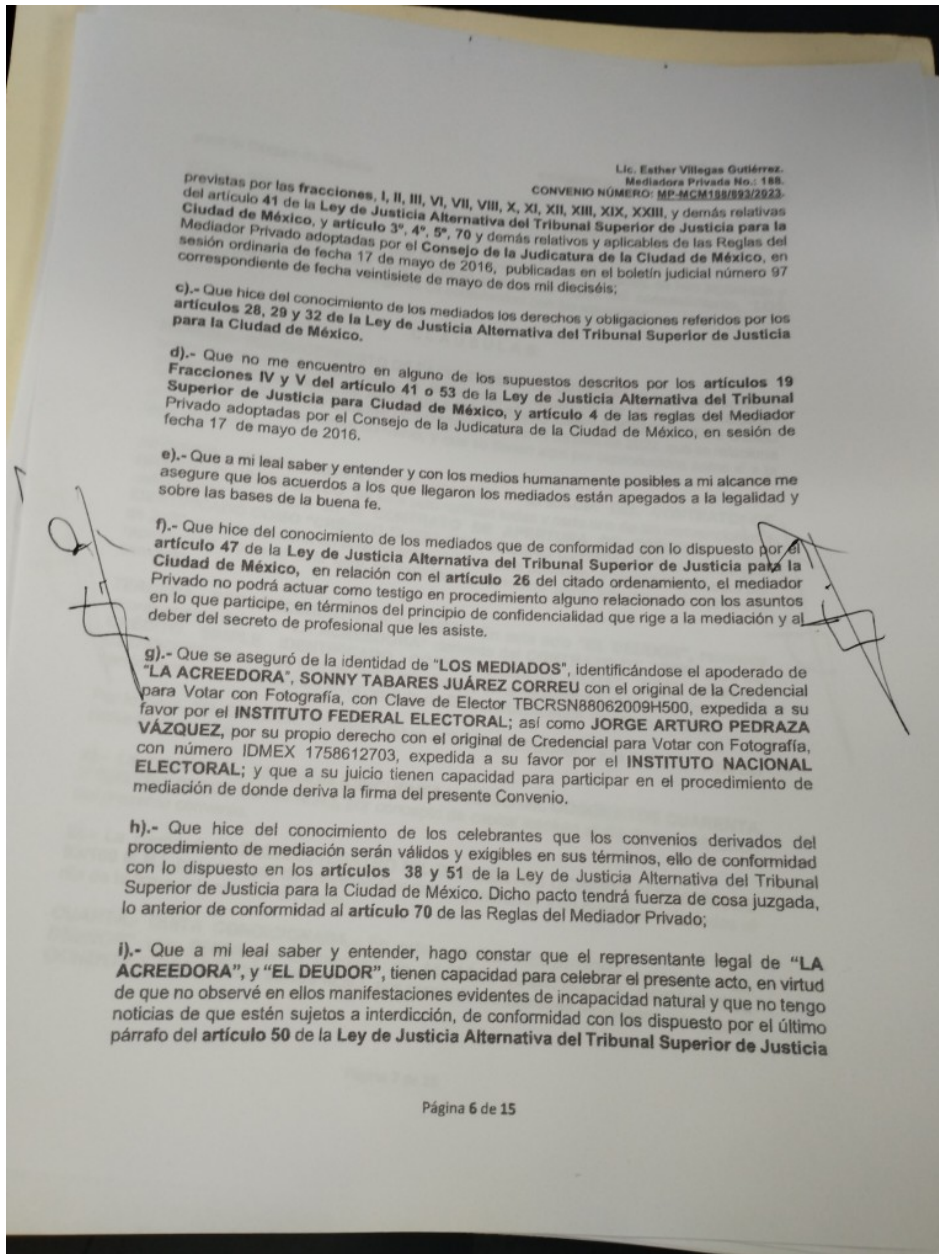 Lic. Esther Villegas Gutiérrez.
Mediadora Privada No.: 188.
CONVENIO NÚMERO: MP-MCM188/893/2023.
previstas por las fracciones, I, II, III, VI, VII, VIII, X, XI, XII, XIII, XIX, XXIII, y demás relativas
del artículo 41 de la Ley de Justicia Alternativa del Tribunal Superior de Justicia para la
Ciudad de México, y artículo 3º, 4º, 5º, 70 y demás relativos y aplicables de las Reglas del
Mediador Privado adoptadas por el Consejo de la Judicatura de la Ciudad de México, en
sesión ordinaria de fecha 17 de mayo de 2016, publicadas en el boletín judicial número 97
correspondiente de fecha veintisiete de mayo de dos mil dieciséis;
c).- Que hice del conocimiento de los mediados los derechos y obligaciones referidos por los
artículos 28, 29 y 32 de la Ley de Justicia Alternativa del Tribunal Superior de Justicia
para la Ciudad de México.
d).- Que no me encuentro en alguno de los supuestos descritos por los artículos 19
Fracciones IV y V del artículo 41 o 53 de la Ley de Justicia Alternativa del Tribunal
Superior de Justicia para Ciudad de México, y artículo 4 de las reglas del Mediador
Privado adoptadas por el Consejo de la Judicatura de la Ciudad de México, en sesión de
fecha 17 de mayo de 2016.
e).- Que a mi leal saber y entender y con los medios humanamente posibles a mi alcance me
asegure que los acuerdos a los que llegaron los mediados están apegados a la legalidad y
sobre las bases de la buena fe.
f).- Que hice del conocimiento de los mediados que de conformidad con lo dispuesto por el
artículo 47 de la Ley de Justicia Alternativa del Tribunal Superior de Justicia para la
Ciudad de México, en relación con el artículo 26 del citado ordenamiento, el mediador
Privado no podrá actuar como testigo en procedimiento alguno relacionado con los asuntos
en lo que participe, en términos del principio de confidencialidad que rige a la mediación y al
deber del secreto de profesional que les asiste.
g).- Que se aseguró de la identidad de "LOS MEDIADOS", identificándose el apoderado de
"LA ACREEDORA", SONNY TABARES JUÁREZ CORREU con el original de la Credencial
para Votar con Fotografía, con Clave de Elector TBCRSN88062009H500, expedida a su
favor por el INSTITUTO FEDERAL ELECTORAL; así como JORGE ARTURO PEDRAZA
VÁZQUEZ, por su propio derecho con el original de Credencial para Votar con Fotografía,
con número IDMEX 1758612703, expedida a su favor por el INSTITUTO NACIONAL
ELECTORAL; y que a su juicio tienen capacidad para participar en el procedimiento de
mediación de donde deriva la firma del presente Convenio.
h).- Que hice del conocimiento de los celebrantes que los convenios derivados del
procedimiento de mediación serán válidos y exigibles en sus términos, ello de conformidad
con lo dispuesto en los artículos 38 y 51 de la Ley de Justicia Alternativa del Tribunal
Superior de Justicia para la Ciudad de México. Dicho pacto tendrá fuerza de cosa juzgada,
lo anterior de conformidad al artículo 70 de las Reglas del Mediador Privado;
i).- Que a mi leal saber y entender, hago constar que el representante legal de "LA
ACREEDORA", y "EL DEUDOR", tienen capacidad para celebrar el presente acto, en virtud
de que no observé en ellos manifestaciones evidentes de incapacidad natural y que no tengo
noticias de que estén sujetos a interdicción, de conformidad con los dispuesto por el último
párrafo del artículo 50 de la Ley de Justicia Alternativa del Tribunal Superior de Justicia
Página 6 de 15